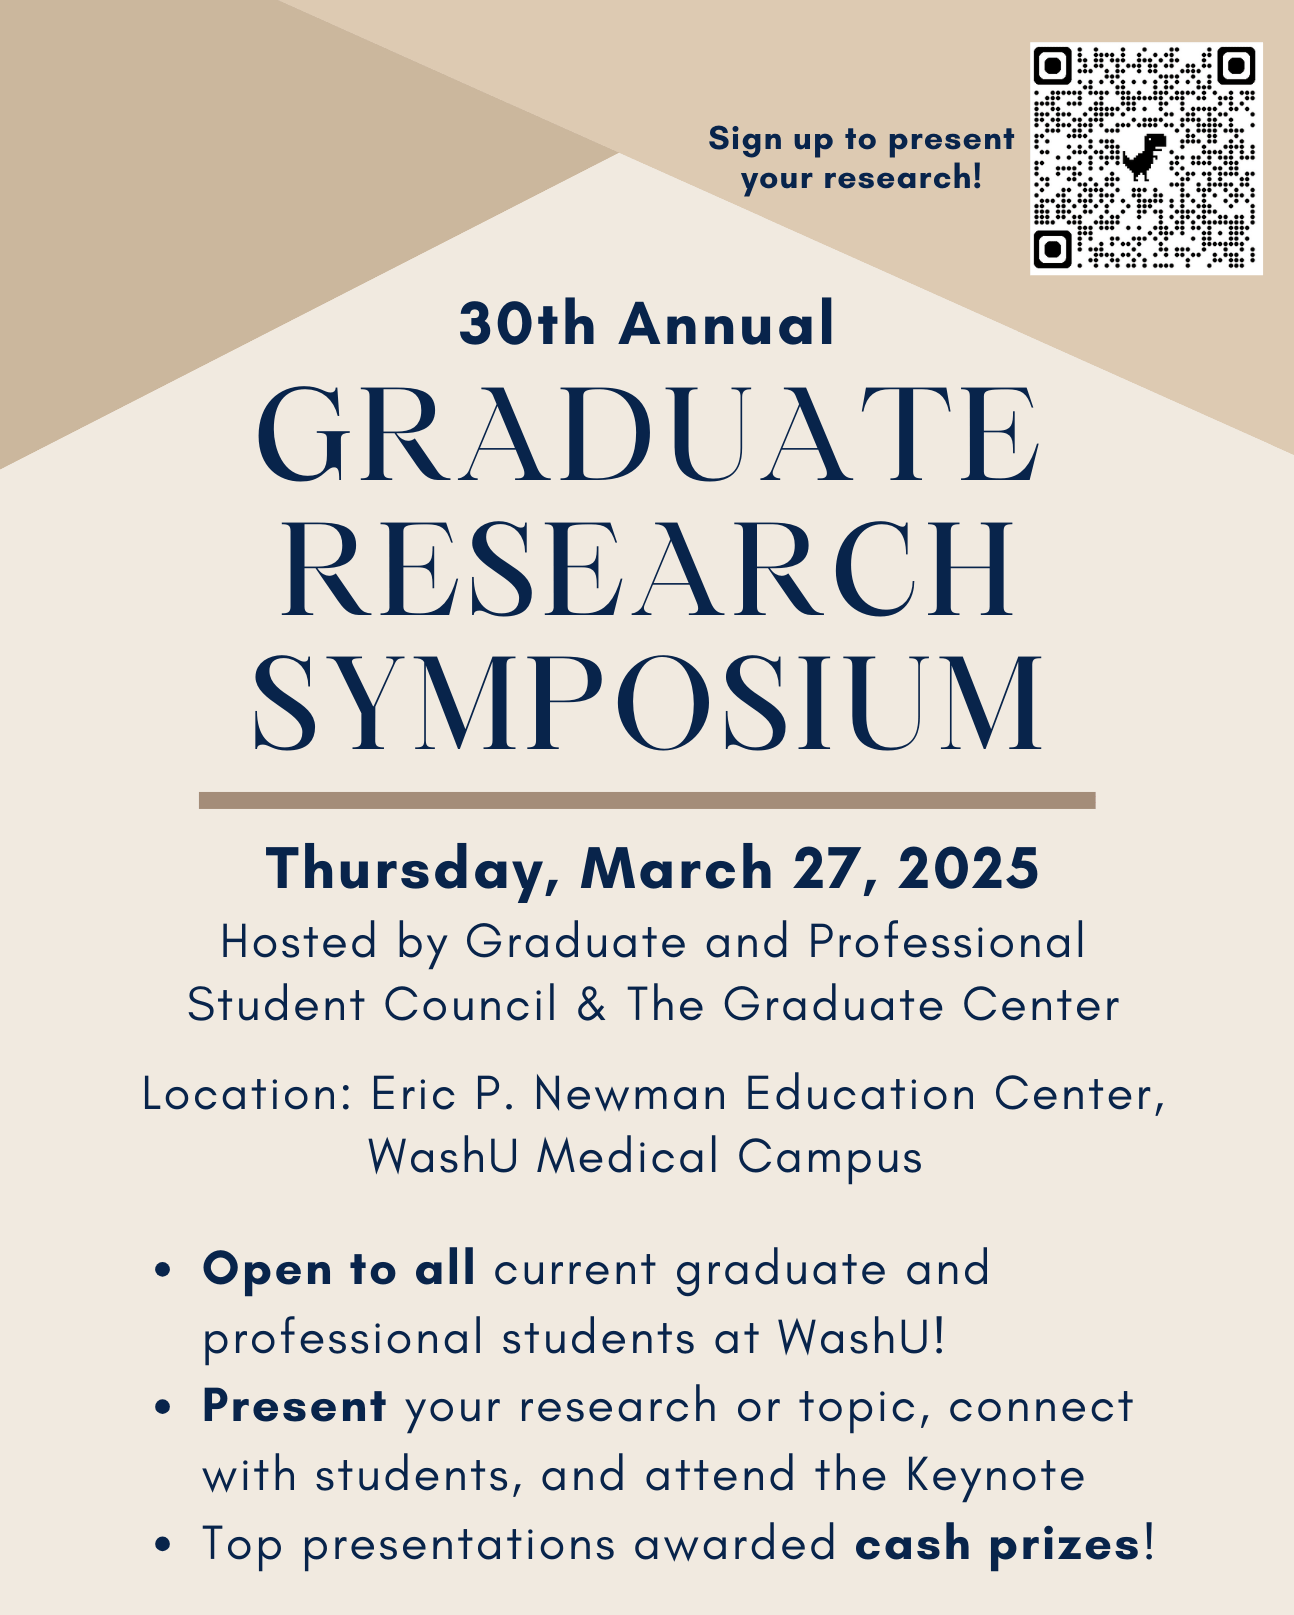 Sign up to present
your research!
30th Annual
GRADUATE
RESEARCH
SYMPOSIUM
Thursday, March 27, 2025
Hosted by Graduate and Professional
Student Council & The Graduate Center
Location: Eric P. Newman Education Center,
WashU Medical Campus
• Open to all current graduate and
professional students at WashU!
• Present your research or topic, connect
with students, and attend the Keynote
• Top presentations awarded cash prizes!